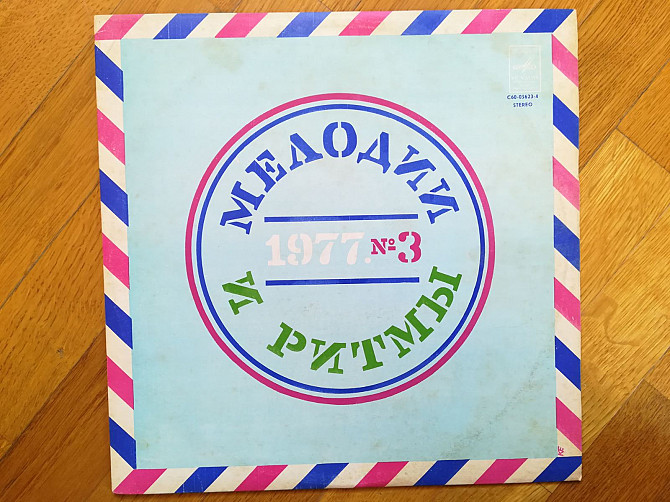 С60-05623-4
STEREO
МЕЛОДИИ
1977. №3
И РИТМЫ